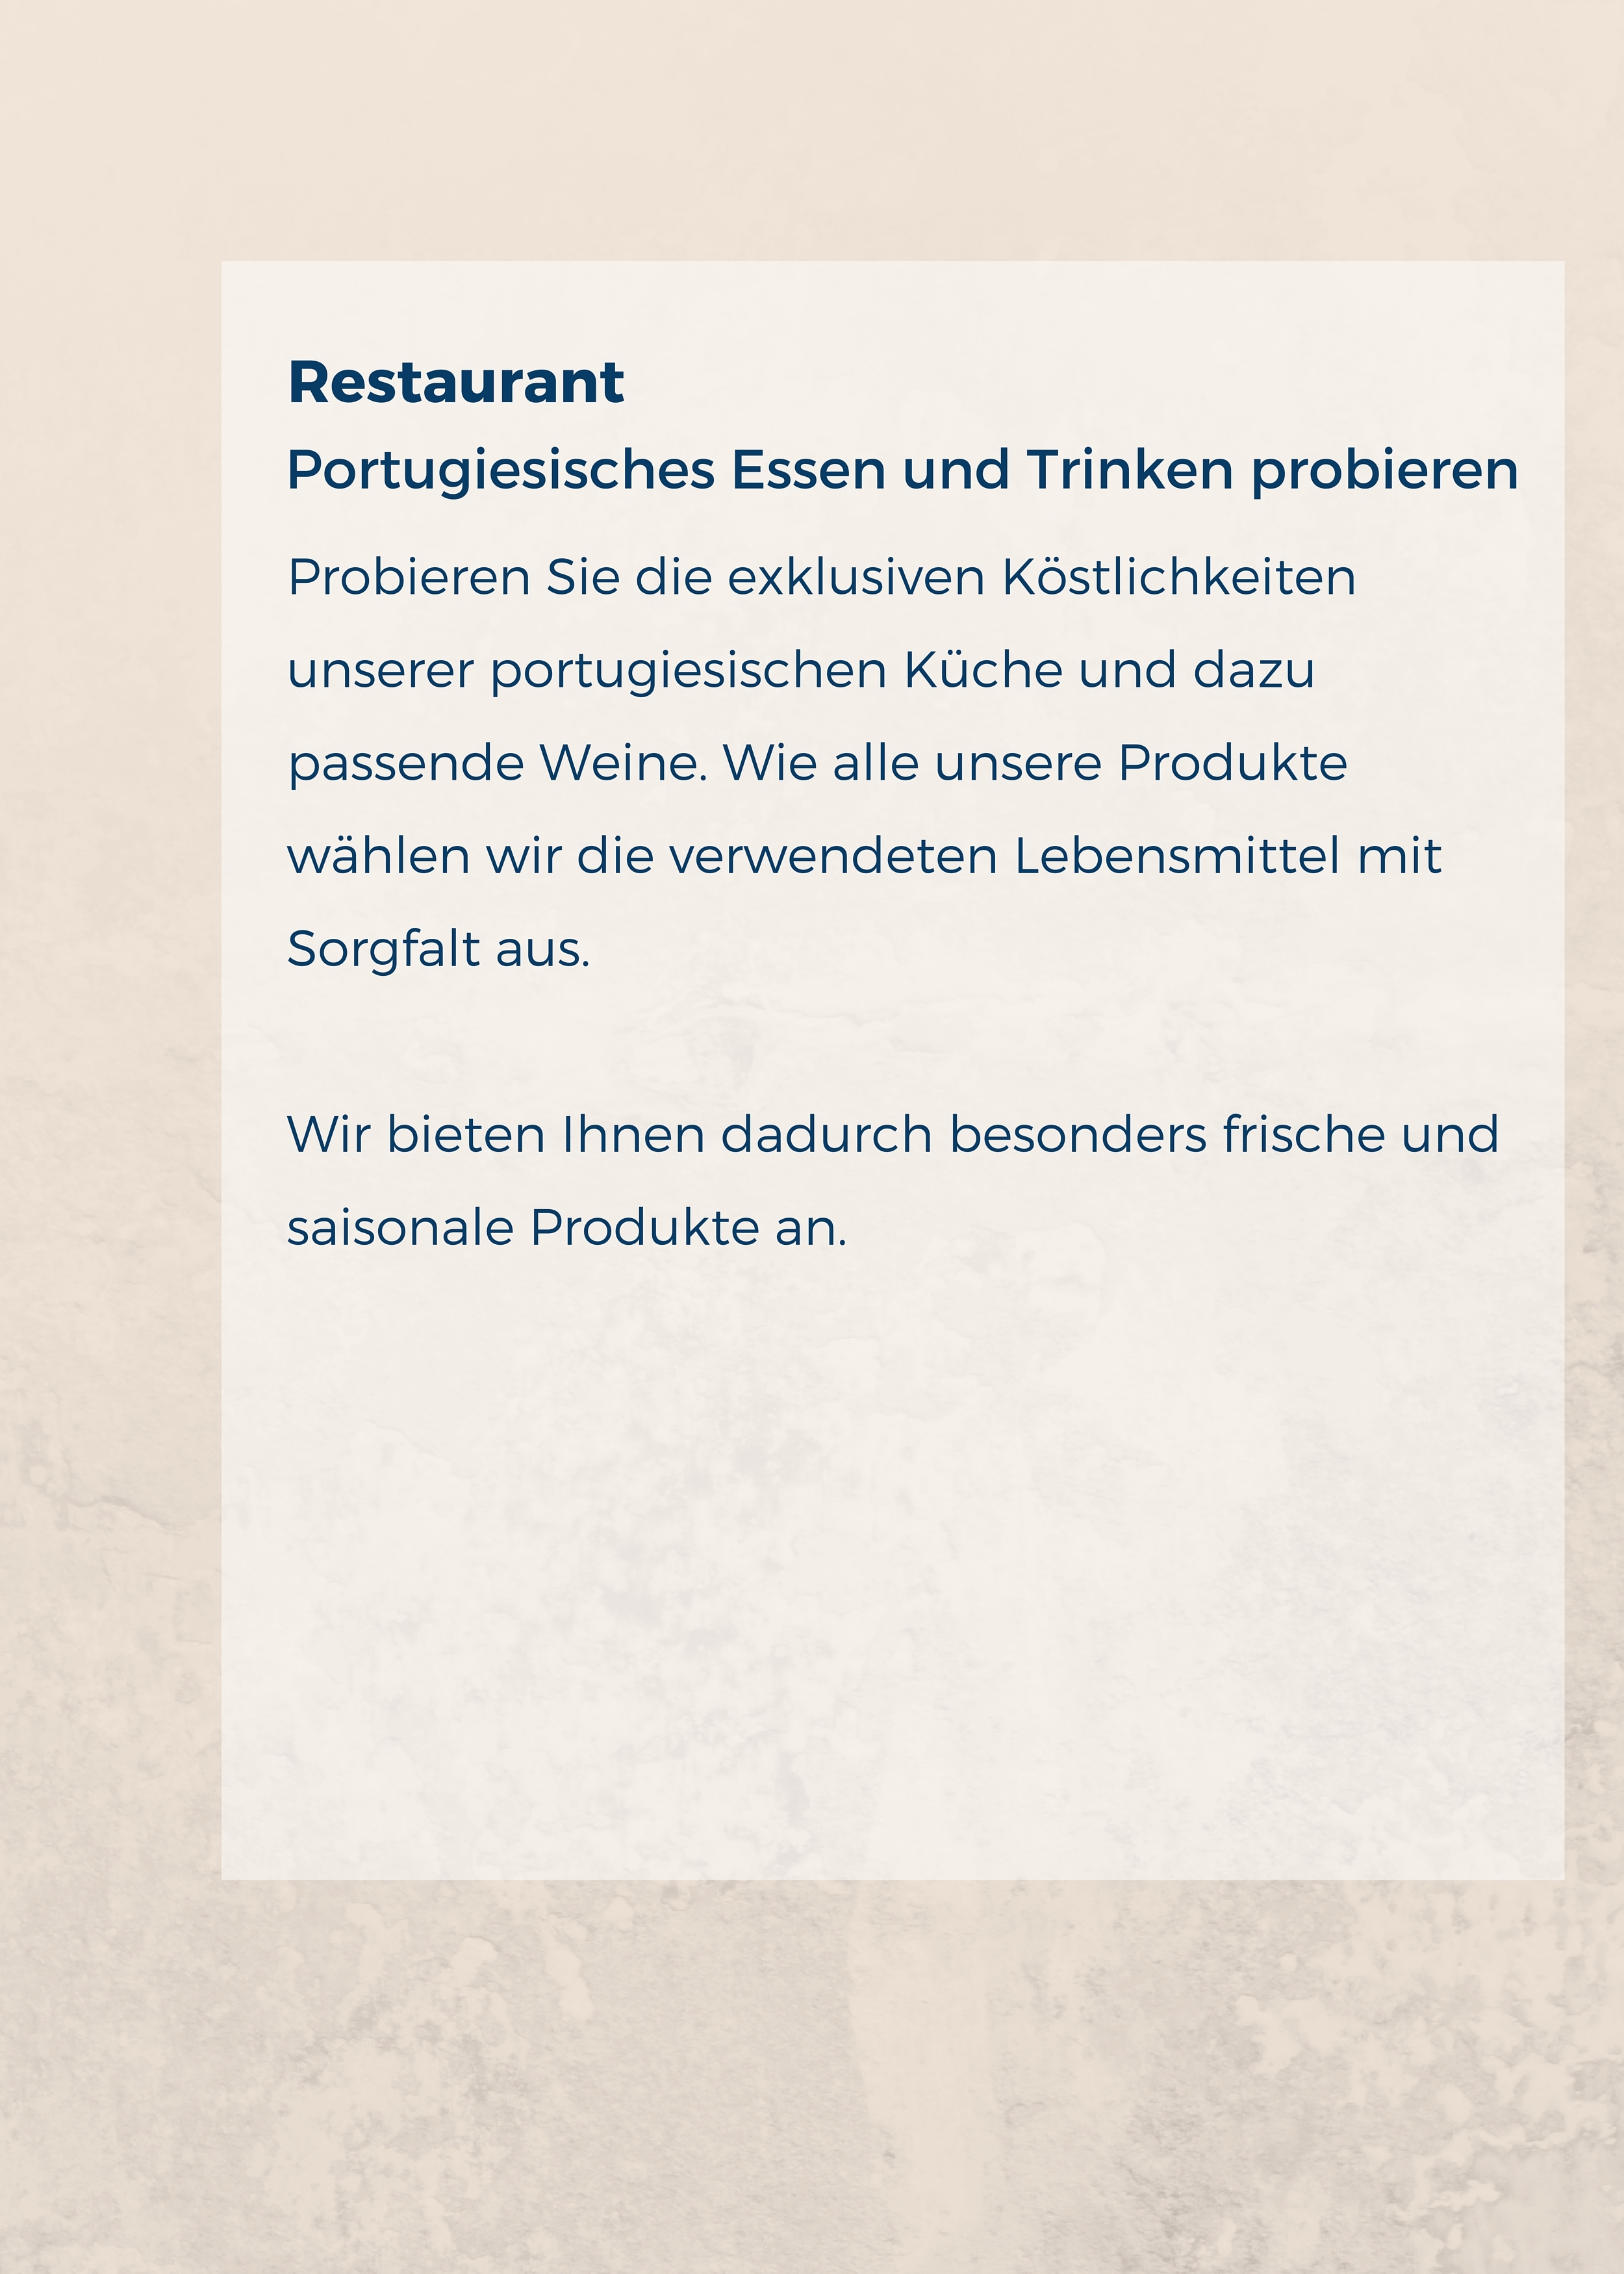 Restaurant
Portugiesisches Essen und Trinken probieren
Probieren Sie die exklusiven Köstlichkeiten
unserer portugiesischen Küche und dazu
passende Weine. Wie alle unsere Produkte
wählen wir die verwendeten Lebensmittel mit
Sorgfalt aus.
Wir bieten Ihnen dadurch besonders frische und
saisonale Produkte an.